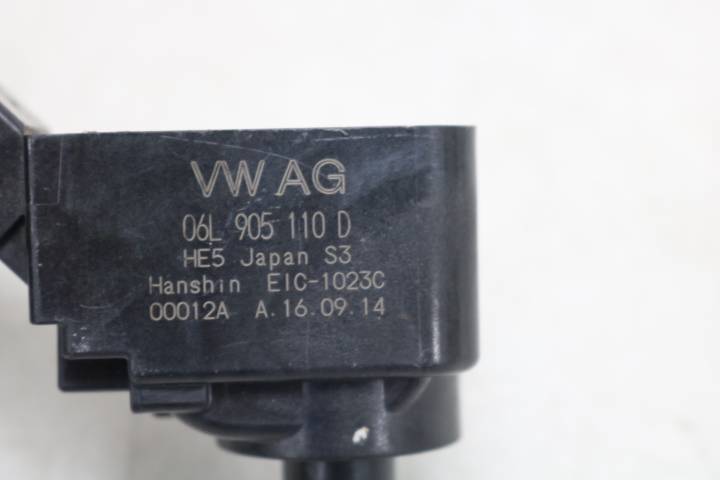 VW AG
06L 905 110 D
HE5 Japan S3
Hanshin EIC-1023C
00012A A.16.09.14